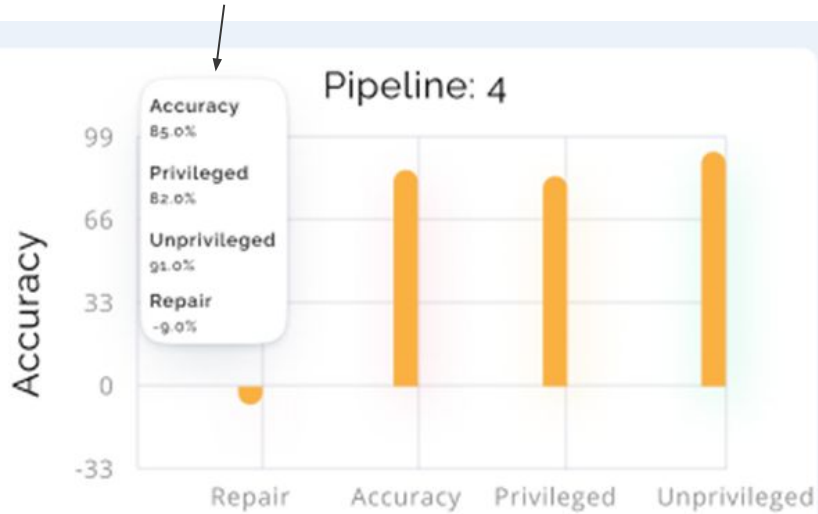 Pipeline: 4
Accuracy
85.0%
Privileged
82.0%
Unprivileged
91.0%
Repair
-9.0%
Accuracy
99
66
33
0
-33
Repair Accuracy Privileged Unprivileged